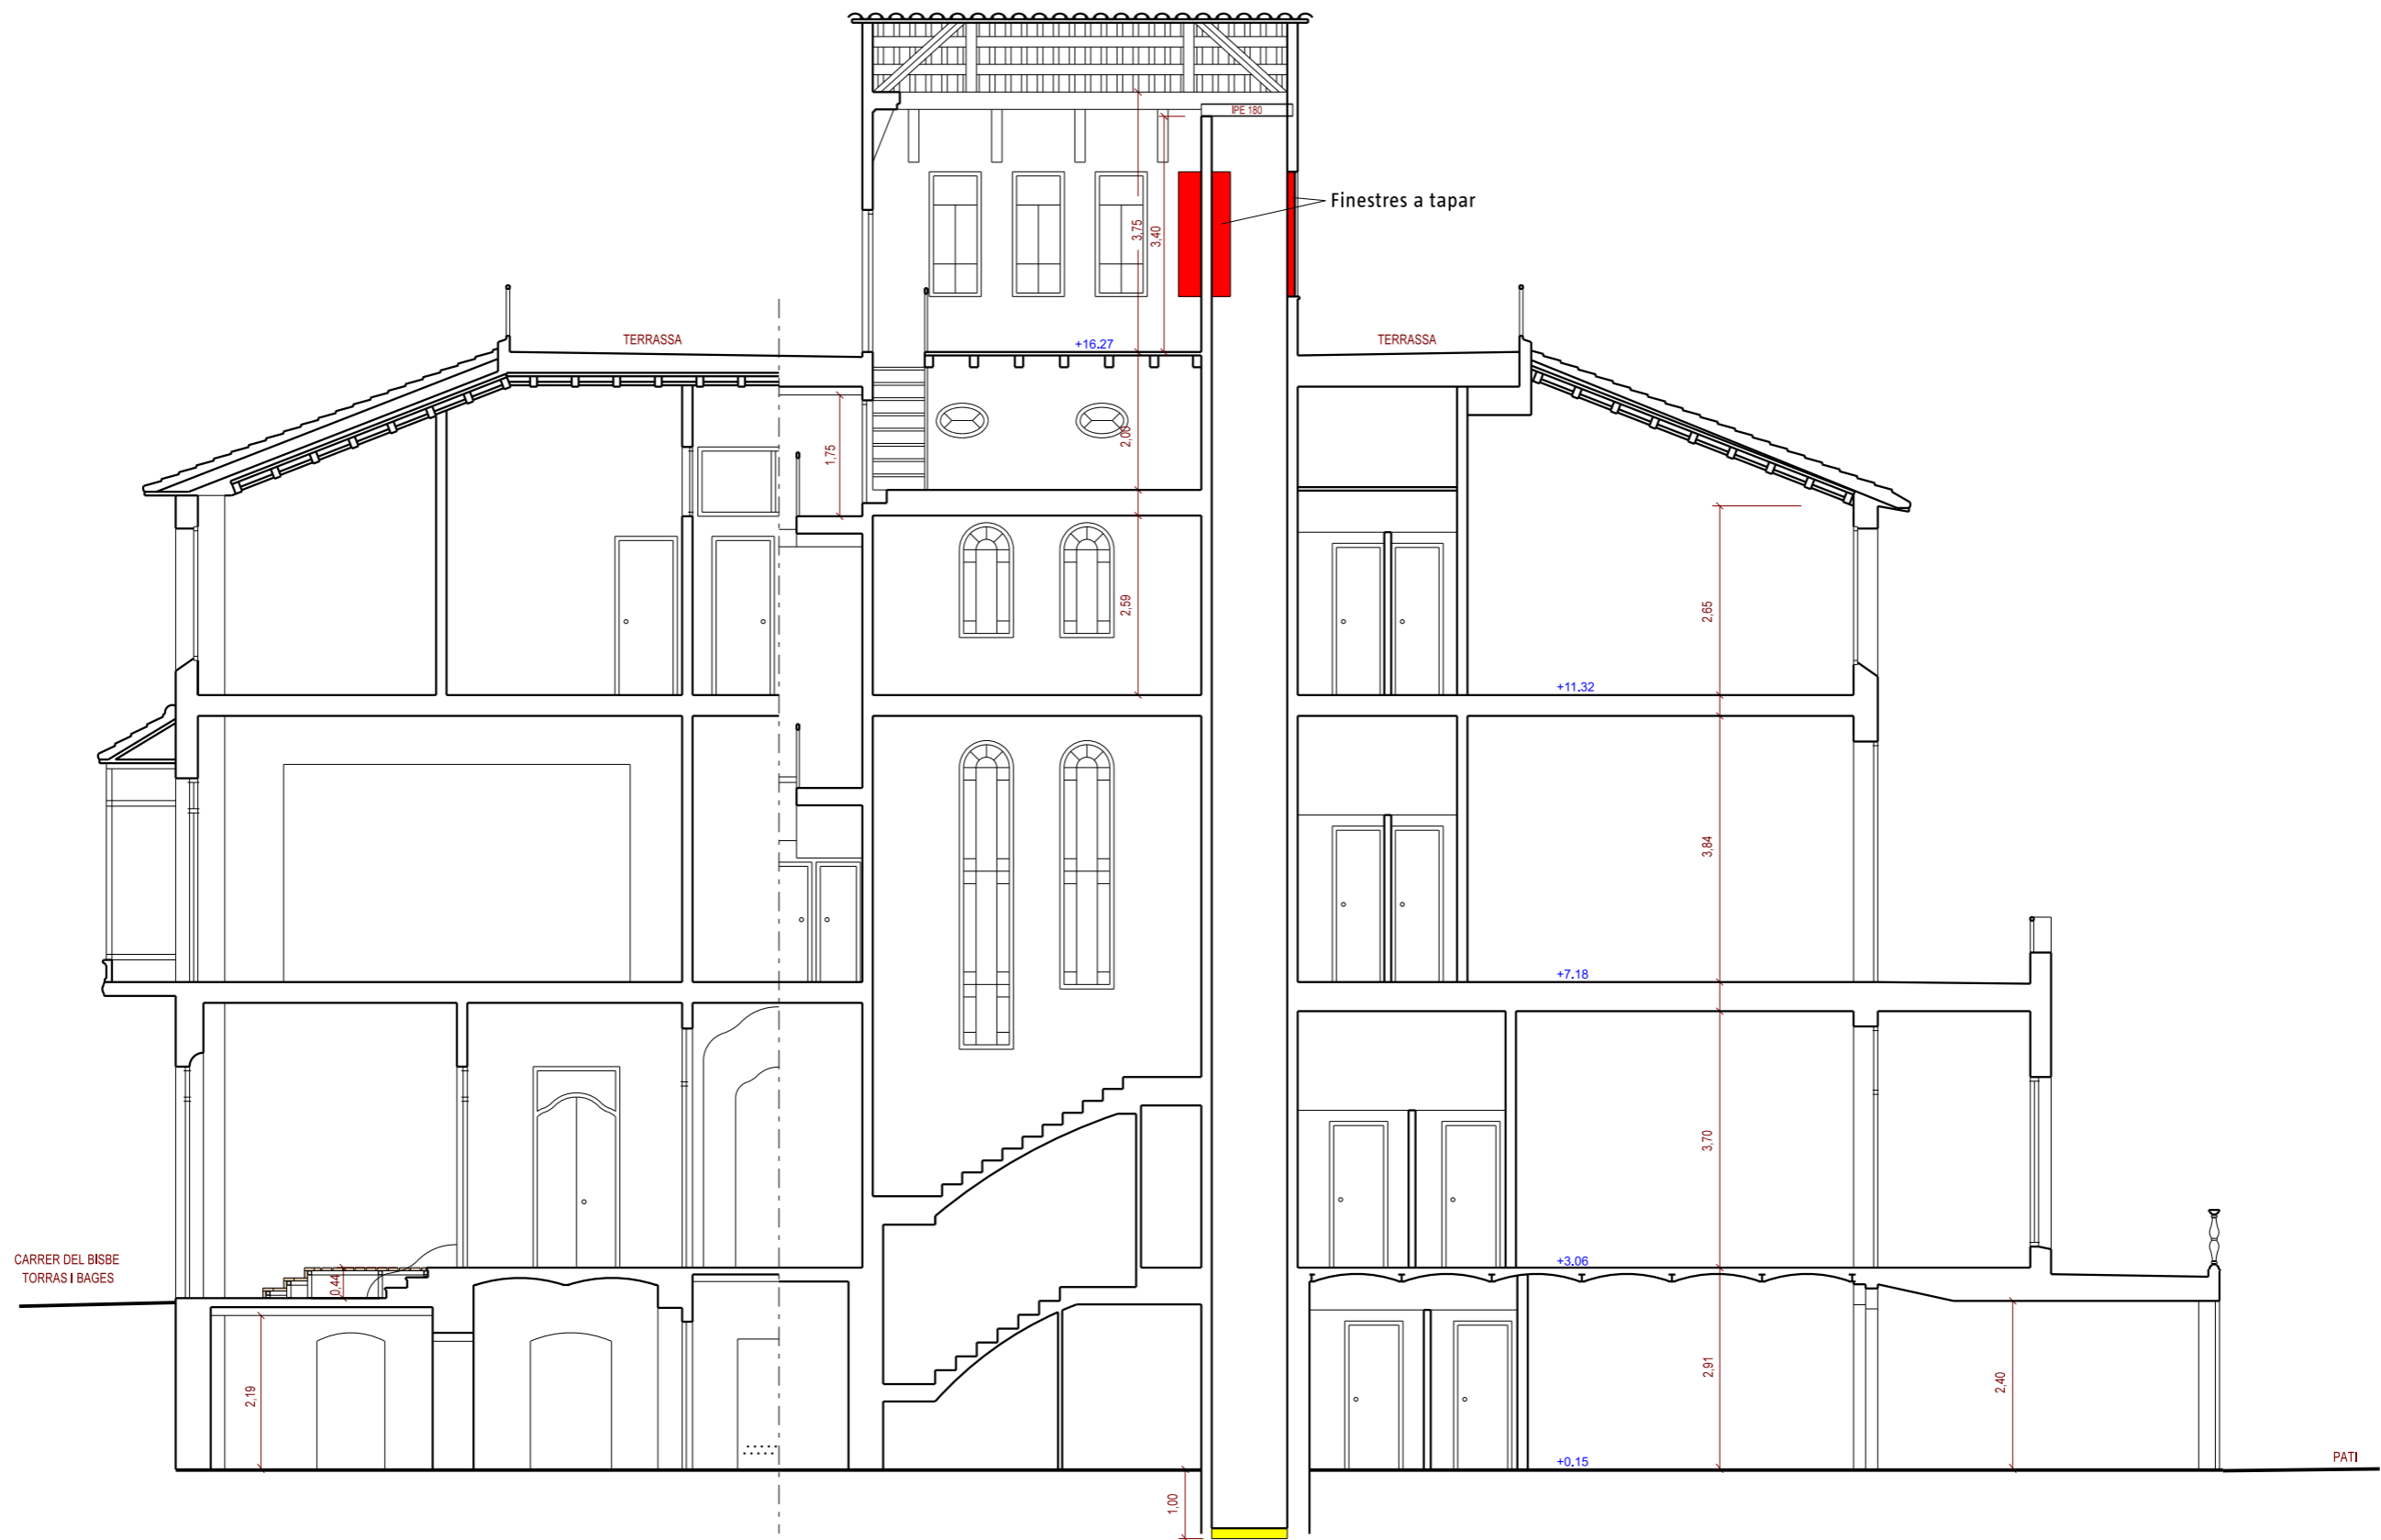 IPE 180
Finestres a tapar
3,75
3,40
TERRASSA
+16.27
TERRASSA
1,75
2,00
2,59
2,65
+11.32
3,84
+7.18
3,70
CARRER DEL BISBE
TORRAS I BAGES
0.44
+3.06
2,19
2,91
2,40
+0.15
PATI
1,00